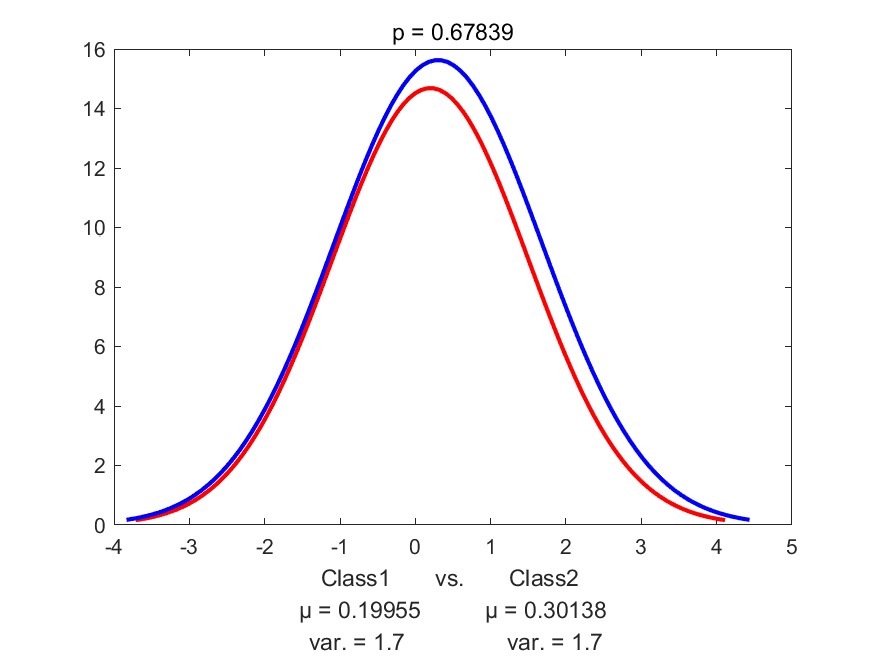 p = 0.67839
16
14
12
10
8
6
4
2
0
-4 -3 -2 -1 0 1 2 3 4 5
Class1 vs. Class2
μ = 0.19955 μ = 0.30138
var. = 1.7 var. = 1.7